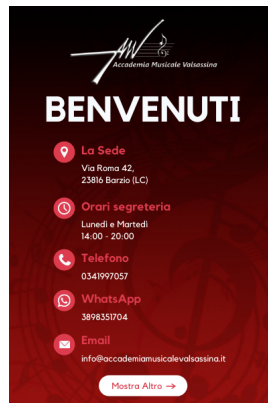 Accademia Musicale Valsassina
BENVENUTI
La Sede
Via Roma 42,
23816 Barzio (LC)
Orari segreteria
Lunedì e Martedì
14:00 - 20:00
Telefono
0341997057
WhatsApp
3898351704
Email
info@accademiamusicalevalsassina.it
Mostra Altro →